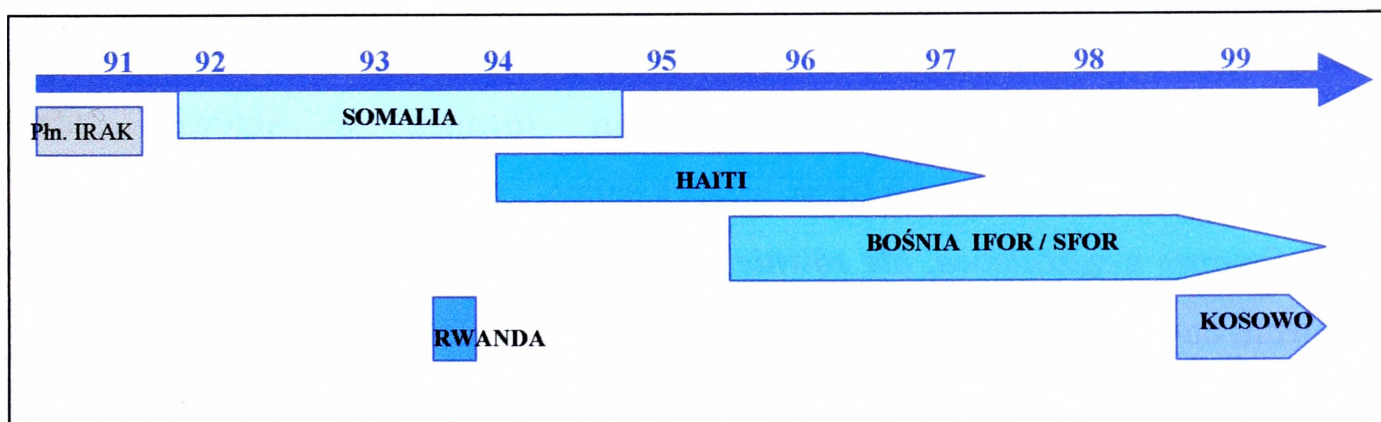 91 92 93 94 95 96 97 98 99
Płn. IRAK
SOMALIA
HAITI
BOŚNIA IFOR / SFOR
RWANDA
KOSOWO